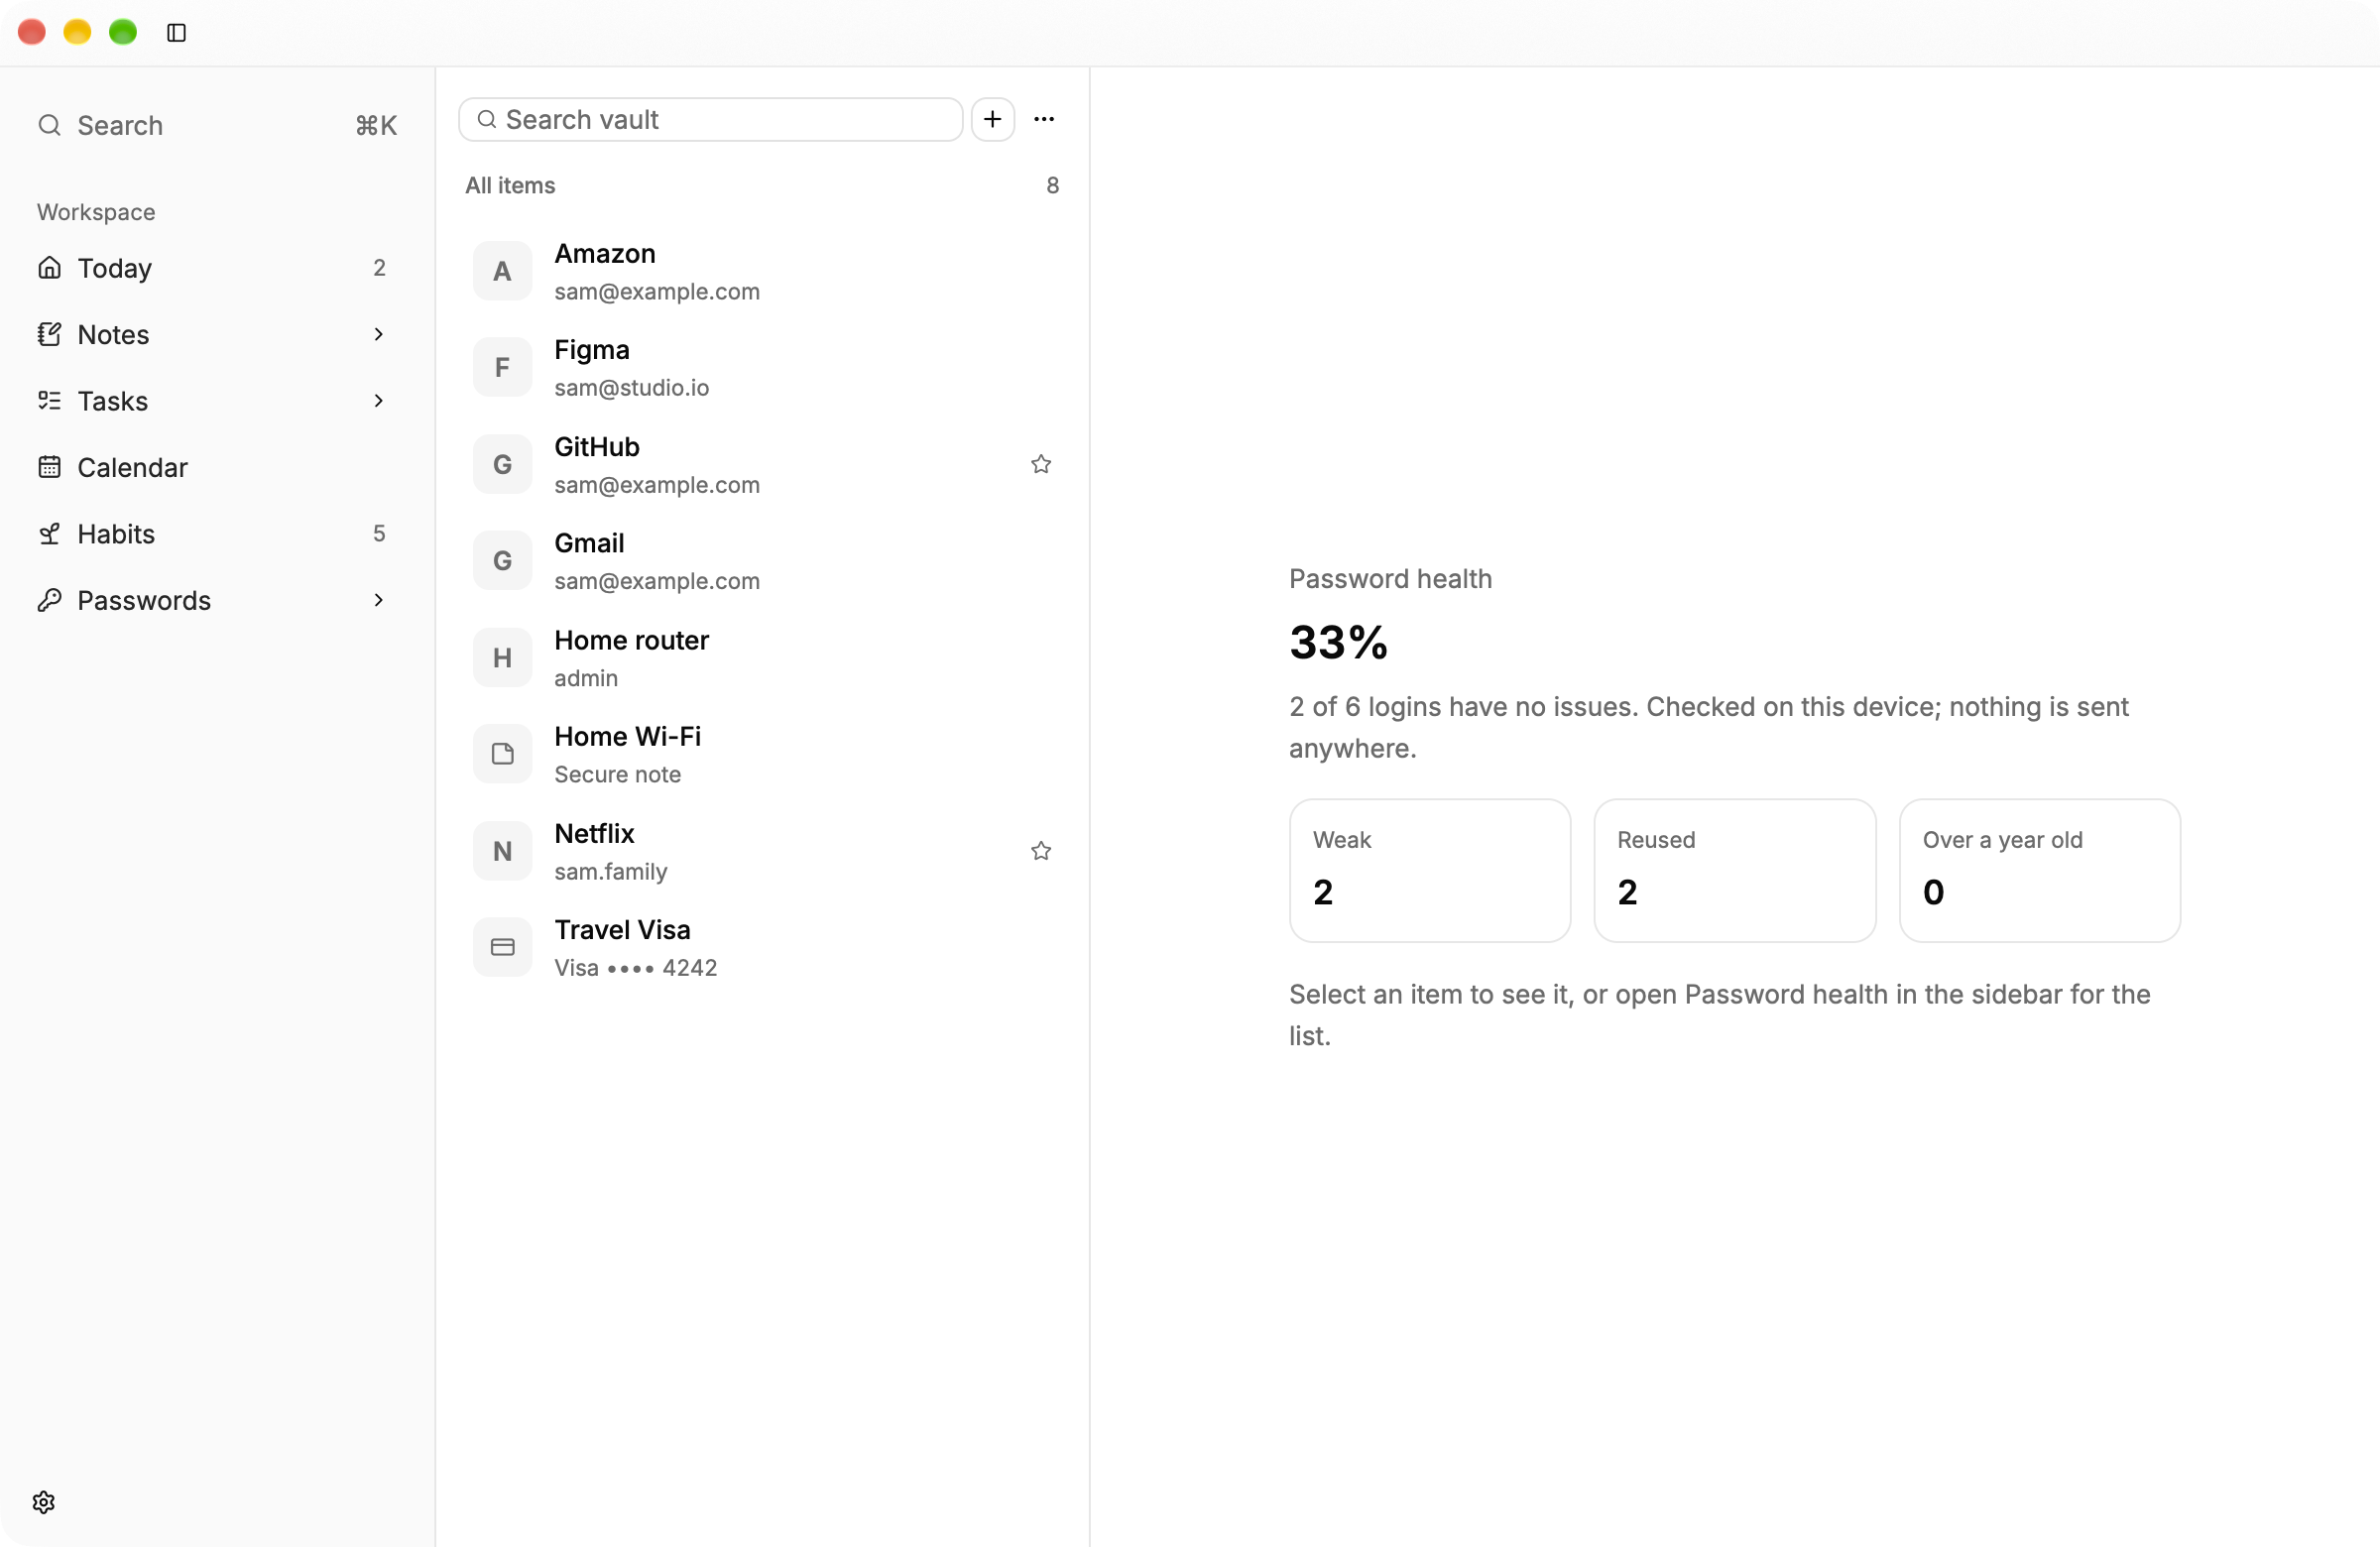 Search ⌘K
Workspace
Today 2
Notes
Tasks
Calendar
Habits 5
Passwords
Search vault
All items 8
A
Amazon
sam@example.com
F
Figma
sam@studio.io
G
GitHub
sam@example.com
G
Gmail
sam@example.com
H
Home router
admin
Home Wi-Fi
Secure note
N
Netflix
sam.family
Travel Visa
Visa •••• 4242
Password health
33%
2 of 6 logins have no issues. Checked on this device; nothing is sent
anywhere.
Weak
2
Reused
2
Over a year old
0
Select an item to see it, or open Password health in the sidebar for the
list.